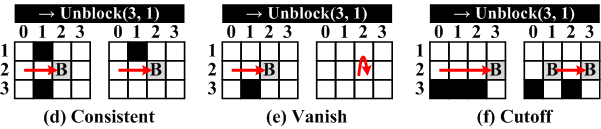 → Unblock(3, 1) → Unblock(3, 1) → Unblock(3, 1)
0 1 2 3 0 1 2 3 0 1 2 3 0 1 2 3 0 1 2 3 0 1 2 3
1
2 B B B B B B
3
(d) Consistent (e) Vanish (f) Cutoff